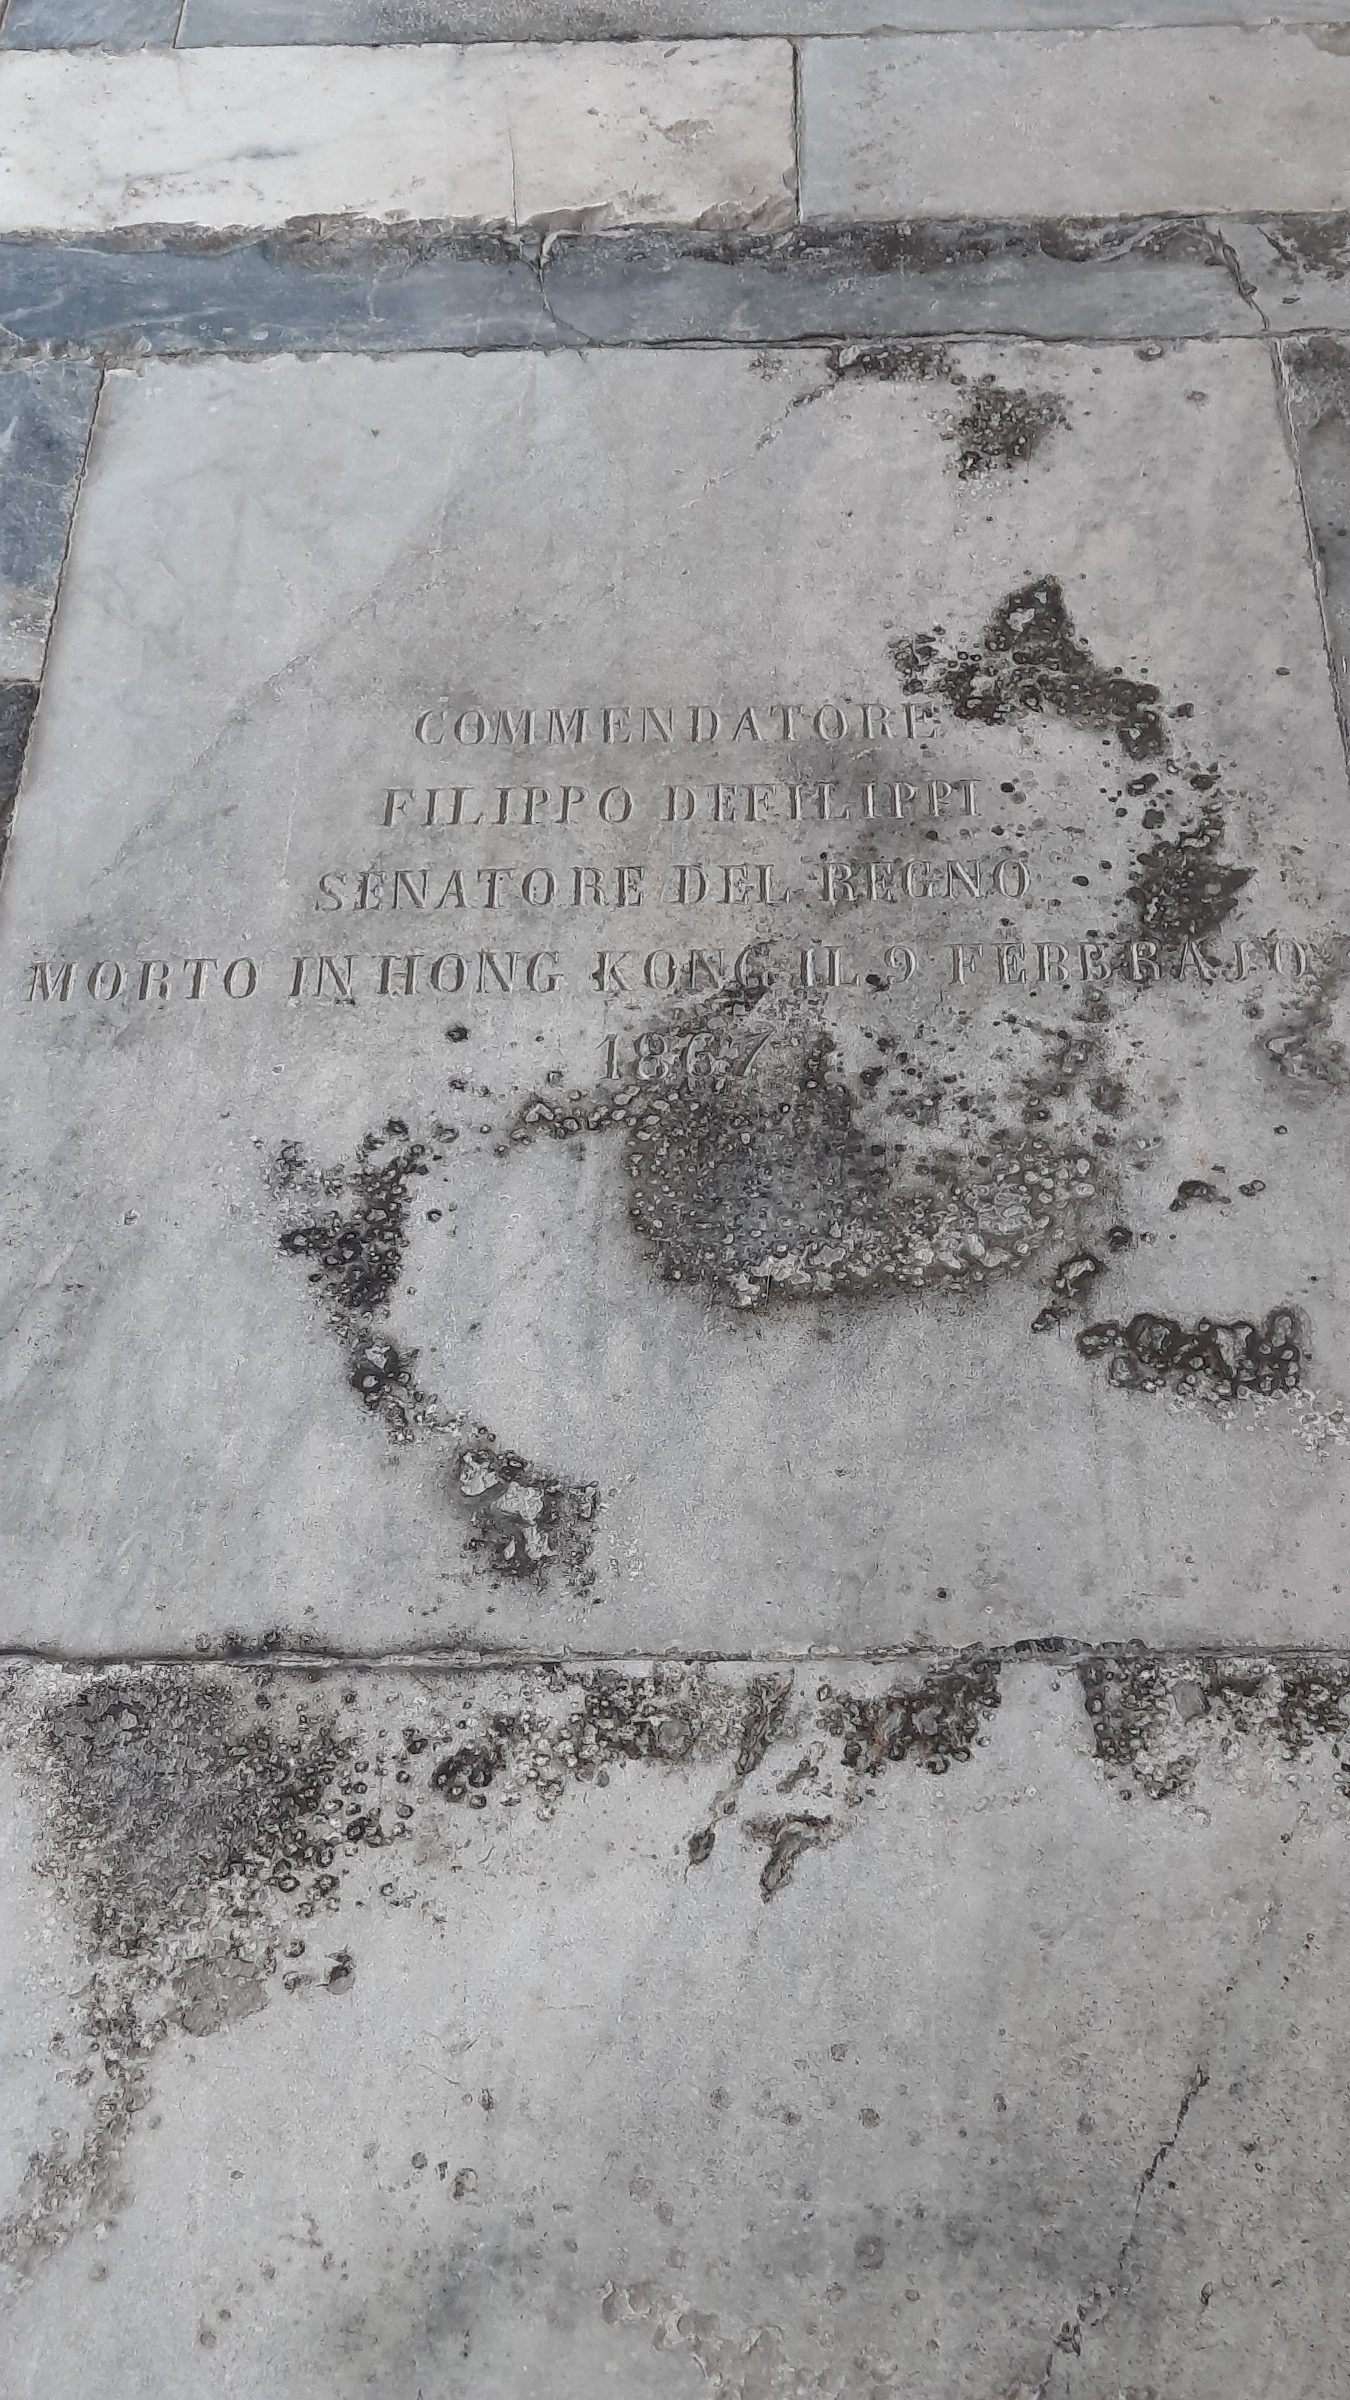 COMMENDATORE
FILIPPO DEFILIPPI
SENATORE DEL REGNO
MORTO IN HONG KONG IL 9 FEBBRAJO
1867